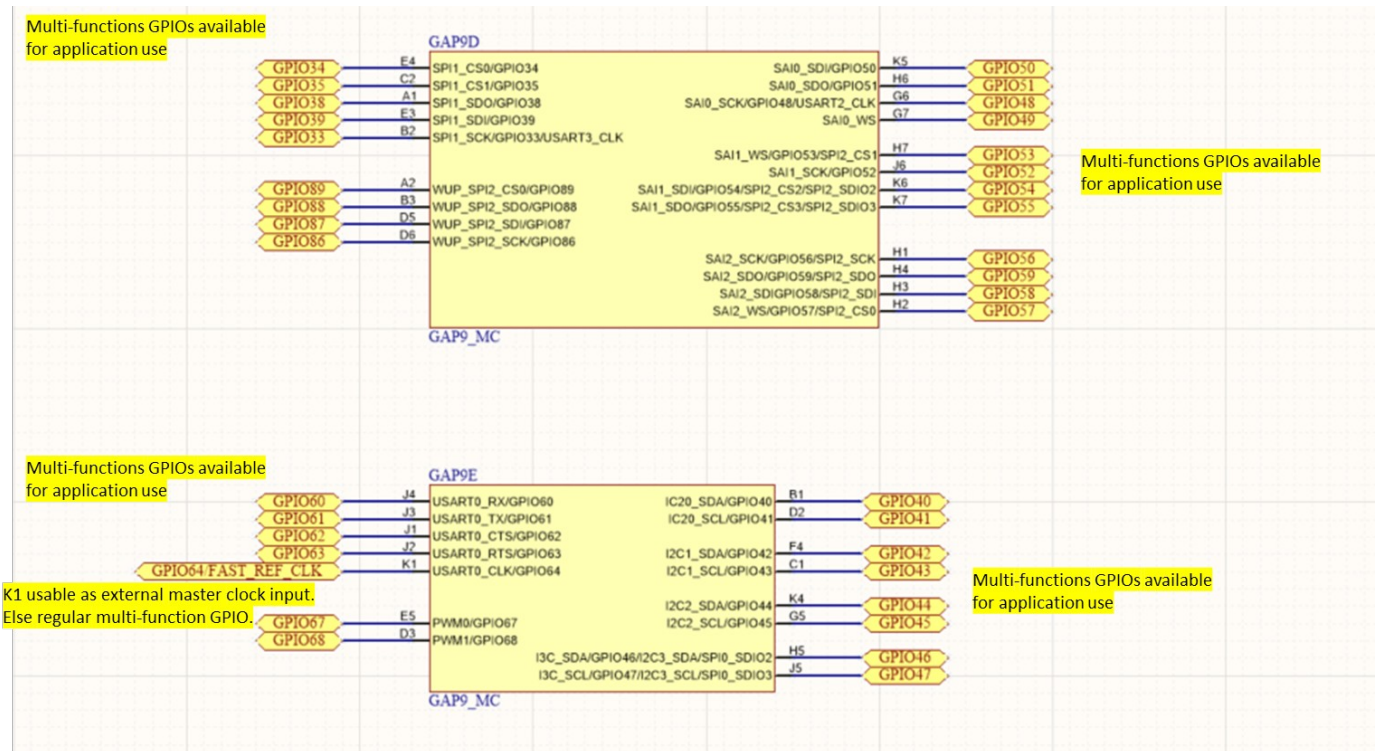 Multi-functions GPIOs available
for application use
GAP9D
GPIO34 E4 SPI1_CS0/GPIO34 SAI0_SDI/GPIO50 K5 GPIO50
GPIO35 C2 SPI1_CS1/GPIO35 SAI0_SDO/GPIO51 H6 GPIO51
GPIO38 A1 SPI1_SDO/GPIO38 SAI0_SCK/GPIO48/USART2_CLK G6 GPIO48
GPIO39 E3 SPI1_SDI/GPIO39 SAI0_WS G7 GPIO49
GPIO33 B2 SPI1_SCK/GPIO33/USART3_CLK
SAI1_WS/GPIO53/SPI2_CS1 H7 GPIO53
SAI1_SCK/GPIO52 J6 GPIO52
GPIO89 A2 WUP_SPI2_CS0/GPIO89 SAI1_SDI/GPIO54/SPI2_CS2/SPI2_SDIO2 K6 GPIO54
GPIO88 B3 WUP_SPI2_SDO/GPIO88 SAI1_SDO/GPIO55/SPI2_CS3/SPI2_SDIO3 K7 GPIO55
GPIO87 D5 WUP_SPI2_SDI/GPIO87
GPIO86 D6 WUP_SPI2_SCK/GPIO86
SAI2_SCK/GPIO56/SPI2_SCK H1 GPIO56
SAI2_SDO/GPIO59/SPI2_SDO H4 GPIO59
SAI2_SDIGPIO58/SPI2_SDI H3 GPIO58
SAI2_WS/GPIO57/SPI2_CS0 H2 GPIO57
GAP9_MC
Multi-functions GPIOs available
for application use
Multi-functions GPIOs available
for application use
GAP9E
GPIO60 J4 USART0_RX/GPIO60 IC20_SDA/GPIO40 B1 GPIO40
GPIO61 J3 USART0_TX/GPIO61 IC20_SCL/GPIO41 D2 GPIO41
GPIO62 J1 USART0_CTS/GPIO62
GPIO63 J2 USART0_RTS/GPIO63 I2C1_SDA/GPIO42 F4 GPIO42
GPIO64/FAST_REF_CLK K1 USART0_CLK/GPIO64 I2C1_SCL/GPIO43 C1 GPIO43
K1 usable as external master clock input.
Else regular multi-function GPIO.
I2C2_SDA/GPIO44 K4 GPIO44
GPIO67 E5 PWM0/GPIO67 I2C2_SCL/GPIO45 G5 GPIO45
GPIO68 D3 PWM1/GPIO68
I3C_SDA/GPIO46/I2C3_SDA/SPI0_SDIO2 H5 GPIO46
I3C_SCL/GPIO47/I2C3_SCL/SPI0_SDIO3 J5 GPIO47
GAP9_MC
Multi-functions GPIOs available
for application use